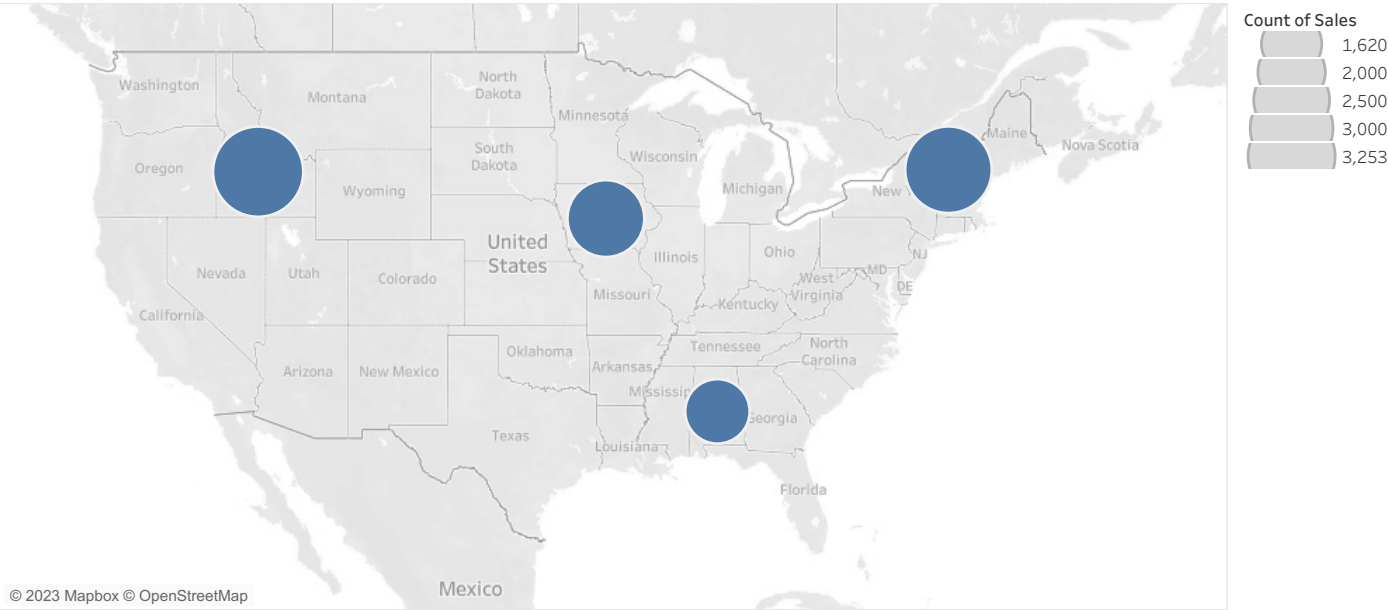 Washington
Montana
North
Dakota
Minnesota
Oregon
South
Dakota
Wisconsin
Michigan
Wyoming
New
Maine
Nova Scotia
United
States
Nevada
Utah
Colorado
Illinois
Ohio
NJ
MD
DE
West
Virginia
Missouri
Kentucky
California
Arizona
New Mexico
Oklahoma
Arkansas
Tennessee
North
Carolina
Mississip
Georgia
Texas
Louisiana
Florida
Mexico
© 2023 Mapbox © OpenStreetMap
Count of Sales
1,620
2,000
2,500
3,000
3,253